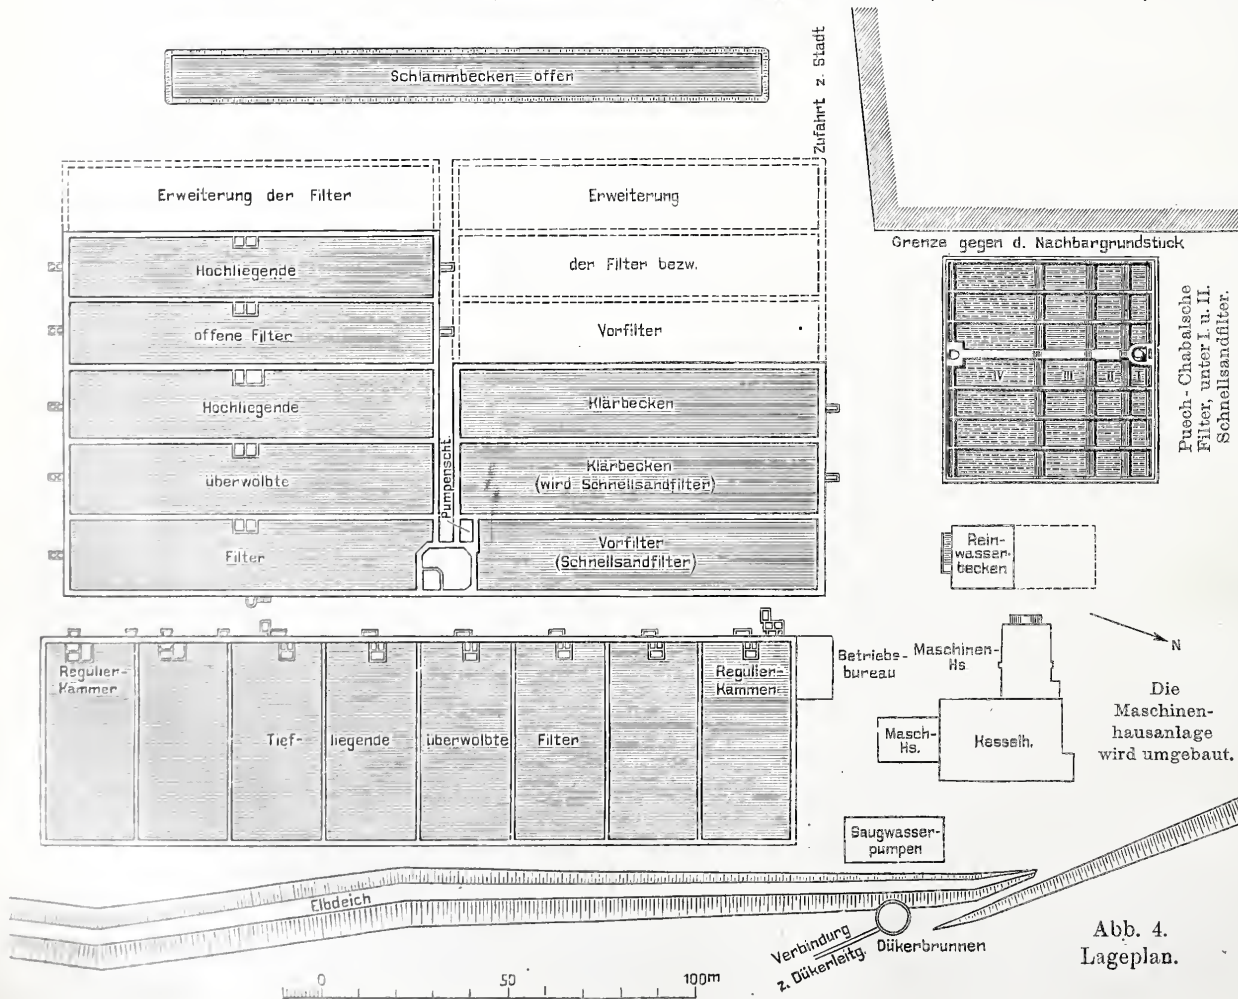 Schlammbecken offen
Zufahrt z. Stadt
Erweiterung der Filter
Erweiterung
der Filter bezw.
Vorfilter
Hochliegende
offene Filter
Hochliegende
überwölbte
Filter
Klärbecken
Klärbecken
(wird Schnellsandfilter)
Vorfilter
(Schnellsandfilter)
Pumpenscht.
Grenze gegen d. Nachbargrundstück
IV III II I
Puech-Chabalsche
Filter, unter I. u. II.
Schnellsandfilter.
Rein-
wasser-
becken
N
Regulier-
Kammer
Regulier-
Kammen
Tief- liegende überwölbte Filter
Betriebs-
bureau
Maschinen-
Hs.
Masch-
Hs.
Kesselh.
Die
Maschinen-
hausanlage
wird umgebaut.
Saugwasser-
pumpen
Elbdeich
Verbindung
z. Dükerleitg.
Dükerbrunnen
0 50 100m
Abb. 4.
Lageplan.